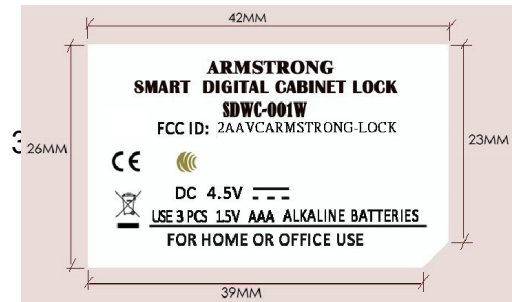 42MM
ARMSTRONG
SMART DIGITAL CABINET LOCK
SDWC-001W
FCC ID: 2AAVCARMSTRONG-LOCK
26MM
23MM
CE
DC 4.5V
USE 3 PCS 1.5V AAA ALKALINE BATTERIES
FOR HOME OR OFFICE USE
39MM